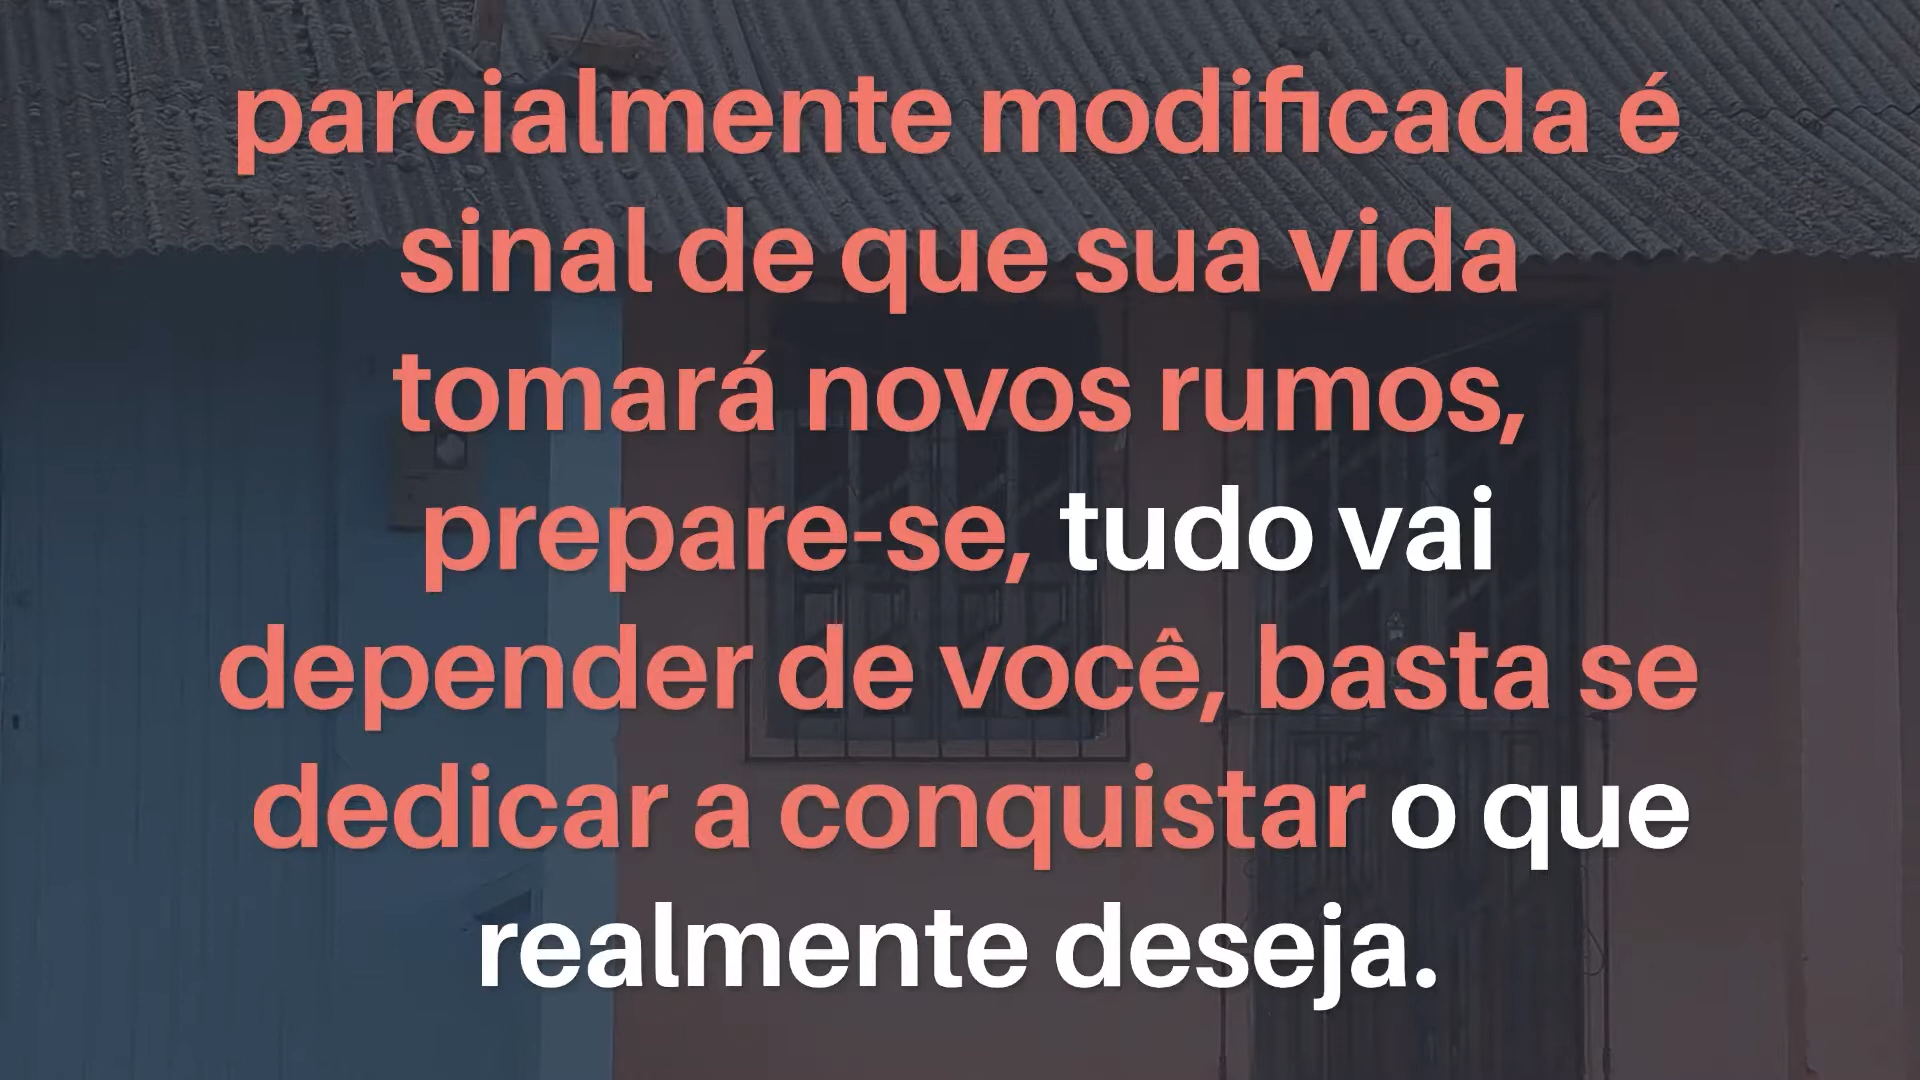 parcialmente modificada é
sinal de que sua vida
tomará novos rumos,
prepare-se, tudo vai
depender de você, basta se
dedicar a conquistar o que
realmente deseja.